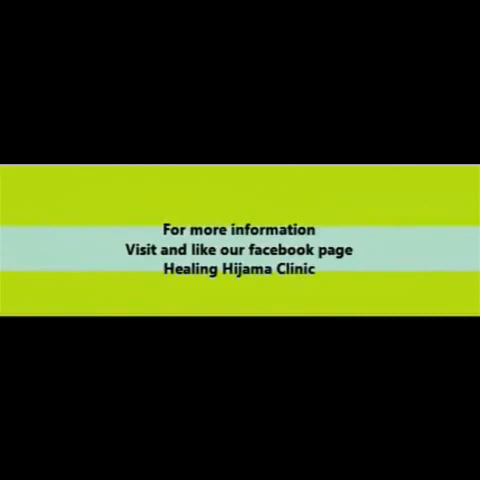 For more information
Visit and like our facebook page
Healing Hijama Clinic